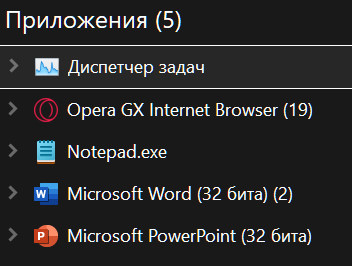 Приложения (5)
Диспетчер задач
Opera GX Internet Browser (19)
Notepad.exe
Microsoft Word (32 бита) (2)
Microsoft PowerPoint (32 бита)